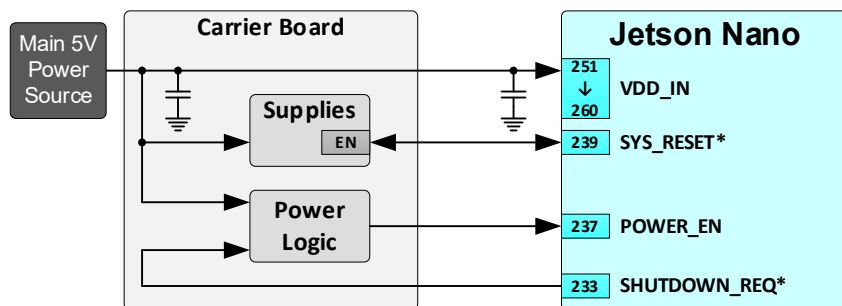 Carrier Board
Jetson Nano
Main 5V
Power
Source
251
↓
260
VDD_IN
Supplies
EN
239
SYS_RESET*
Power
Logic
237
POWER_EN
233
SHUTDOWN_REQ*